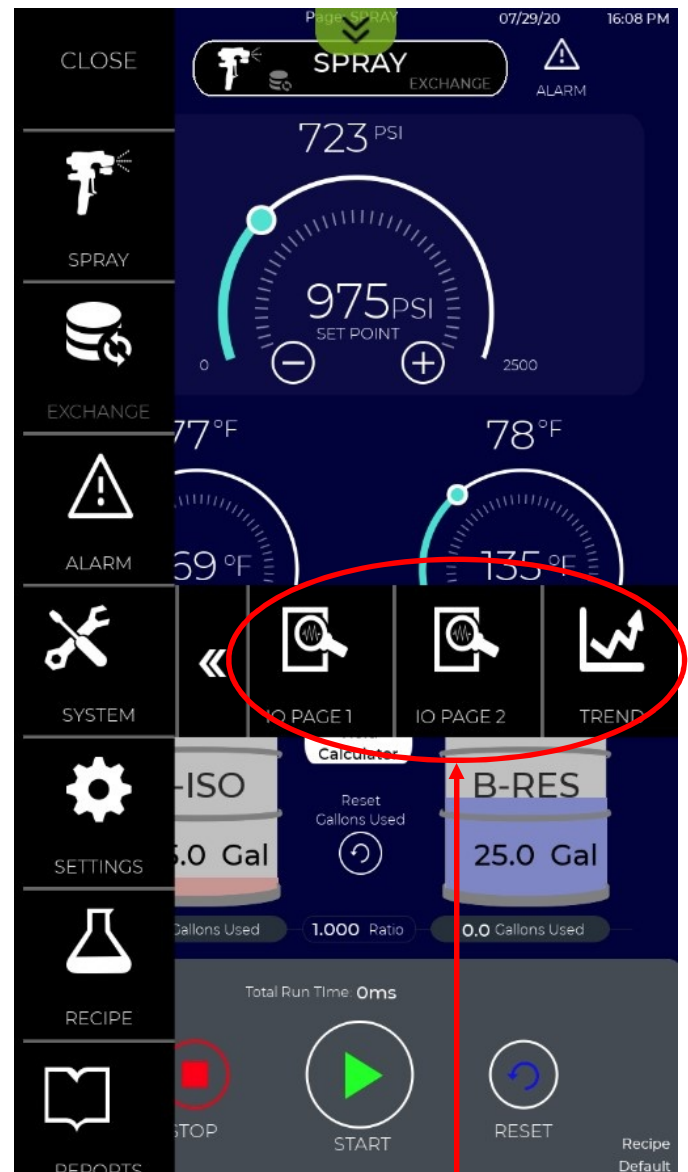 Page: SPRAY 07/29/20 16:08 PM
CLOSE
SPRAY
EXCHANGE
ALARM
723 PSI
SPRAY
975 PSI
SET POINT
0
2500
EXCHANGE
77 °F
78 °F
ALARM
69 °F
135 °F
SYSTEM
IO PAGE 1
IO PAGE 2
TREND
Calculator
-ISO
B-RES
Reset
Gallons Used
SETTINGS
5.0 Gal
25.0 Gal
Gallons Used
1.000 Ratio
0.0 Gallons Used
Total Run TIme: 0ms
RECIPE
STOP
START
RESET
Recipe
Default
REPORTS